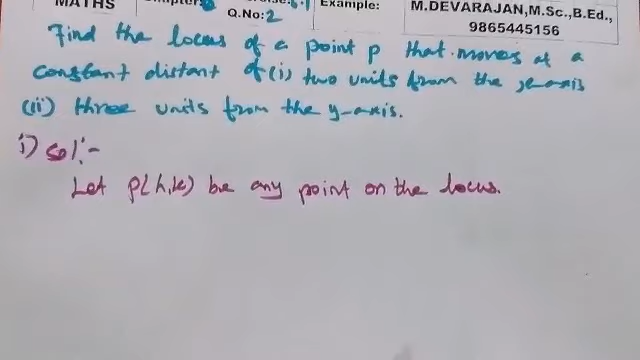 MATHS
Q.No:2
Example:
M.DEVARAJAN,M.Sc.,B.Ed.,
9865445156
Find the locus of a point p that moves at a
constant distant of (i) two units from the x-axis
(ii) three units from the y-axis.
i) Sol:-
Let P(h,k) be any point on the locus.